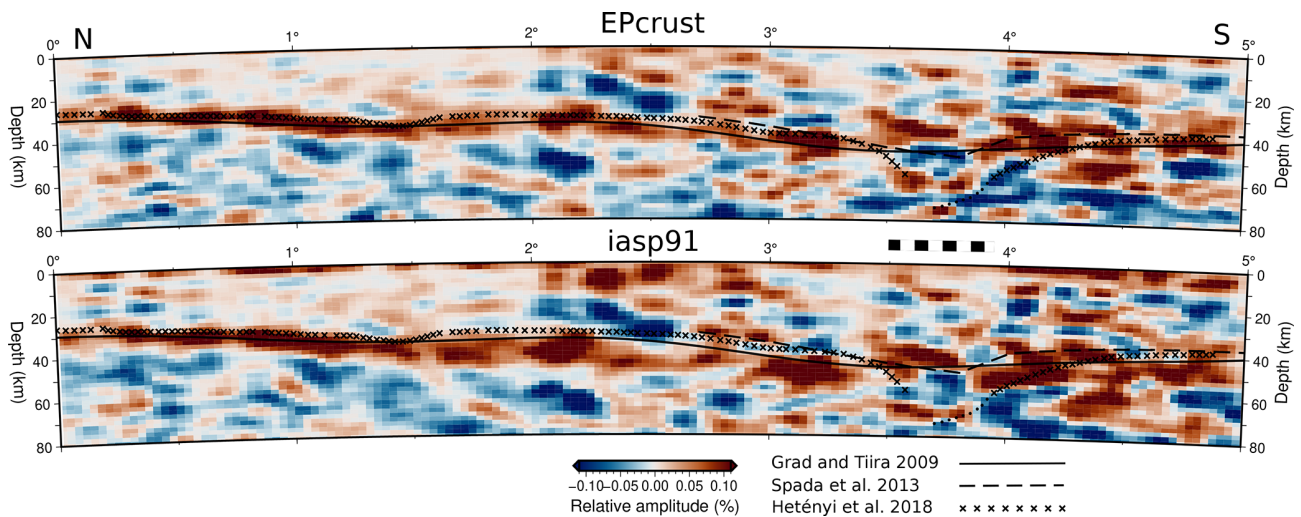 EPcrust
N
S
0° 1° 2° 3° 4° 5°
0 0
20 20
40 40
60 60
80 80
Depth (km) Depth (km)
iasp91
0° 1° 2° 3° 4° 5°
0 0
20 20
40 40
60 60
80 80
Depth (km) Depth (km)
−0.10 −0.05 0.00 0.05 0.10
Relative amplitude (%)
Grad and Tiira 2009
Spada et al. 2013
Hetényi et al. 2018